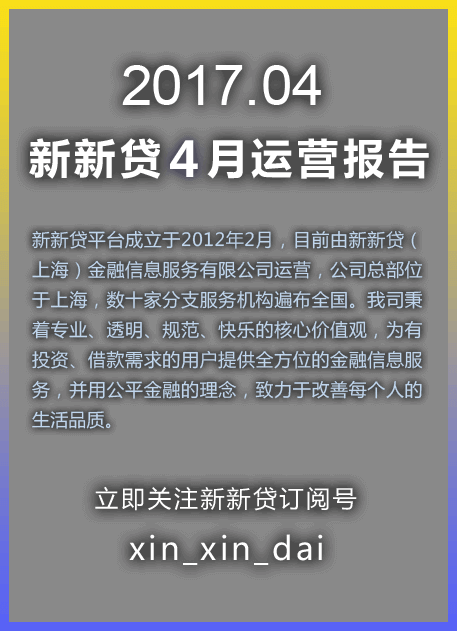 2017.04
新新贷4月运营报告
新新贷平台成立于2012年2月，目前由新新贷（
上海）金融信息服务有限公司运营，公司总部位
于上海，数十家分支服务机构遍布全国。我司秉
着专业、透明、规范、快乐的核心价值观，为有
投资、借款需求的用户提供全方位的金融信息服
务，并用公平金融的理念，致力于改善每个人的
生活品质。
立即关注新新贷订阅号
xin_xin_dai